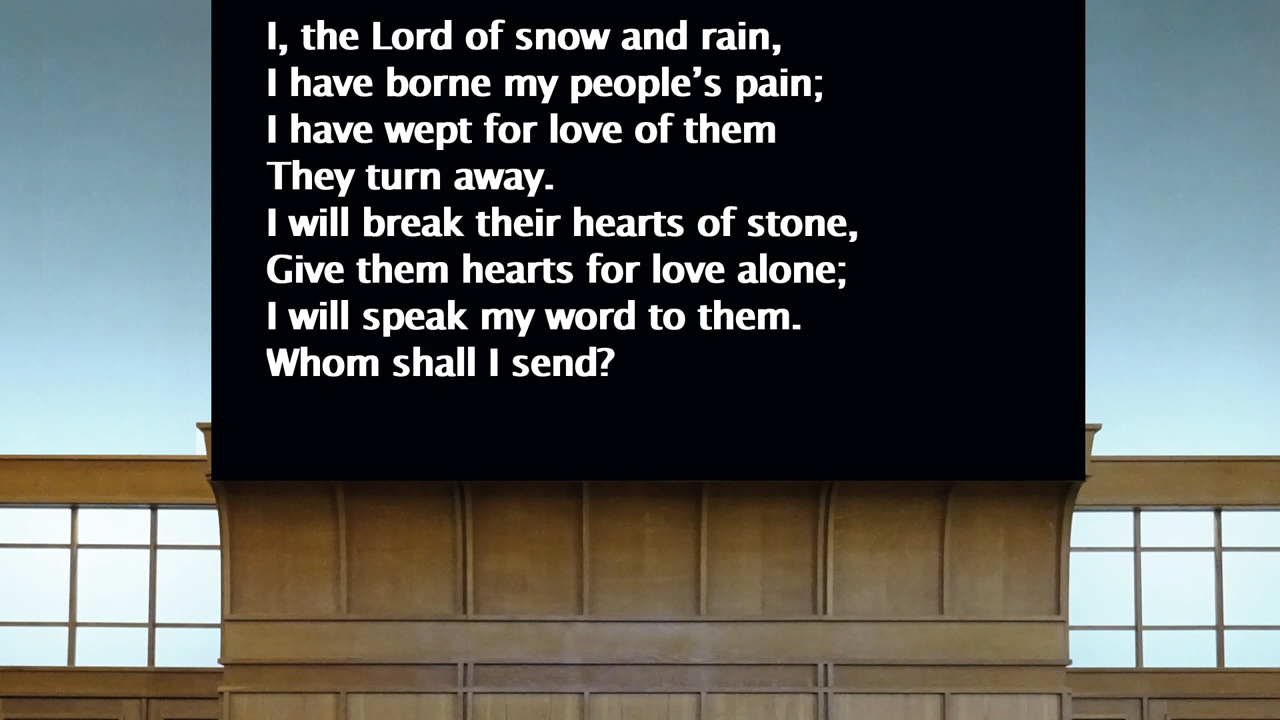 I, the Lord of snow and rain,
I have borne my people’s pain;
I have wept for love of them
They turn away.
I will break their hearts of stone,
Give them hearts for love alone;
I will speak my word to them.
Whom shall I send?